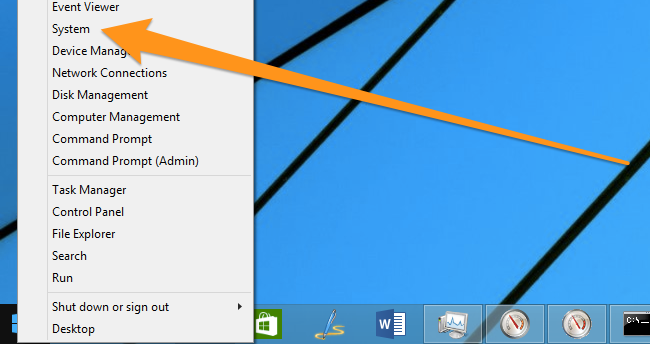 Event Viewer
System
Device Manag
Network Connections
Disk Management
Computer Management
Command Prompt
Command Prompt (Admin)
Task Manager
Control Panel
File Explorer
Search
Run
Shut down or sign out
Desktop
W
C:\.